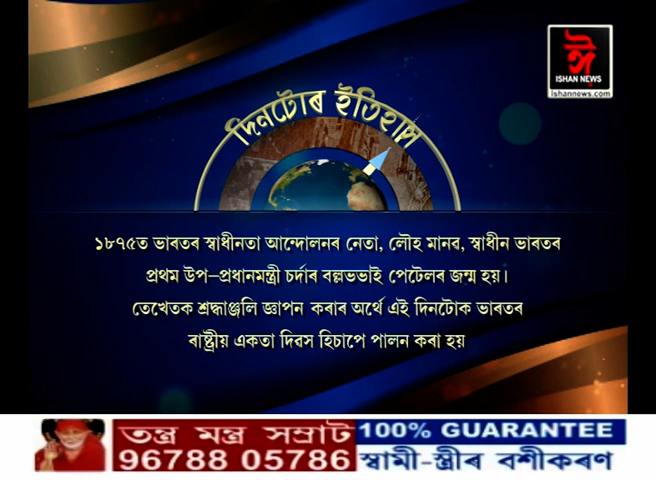 ঈ
ISHAN NEWS
ishannews.com
দিনটোৰ ইতিহাস
১৮৭৫ত ভাৰতৰ স্বাধীনতা আন্দোলনৰ নেতা, লৌহ মানৱ, স্বাধীন ভাৰতৰ
প্ৰথম উপ–প্ৰধানমন্ত্ৰী চৰ্দাৰ বল্লভভাই পেটেলৰ জন্ম হয়।
তেখেতক শ্ৰদ্ধাঞ্জলি জ্ঞাপন কৰাৰ অৰ্থে এই দিনটোক ভাৰতৰ
ৰাষ্ট্ৰীয় একতা দিৱস হিচাপে পালন কৰা হয়
তন্ত্ৰ মন্ত্ৰ সম্ৰাট
96788 05786
100% GUARANTEE
স্বামী-স্ত্ৰীৰ বশীকৰণ